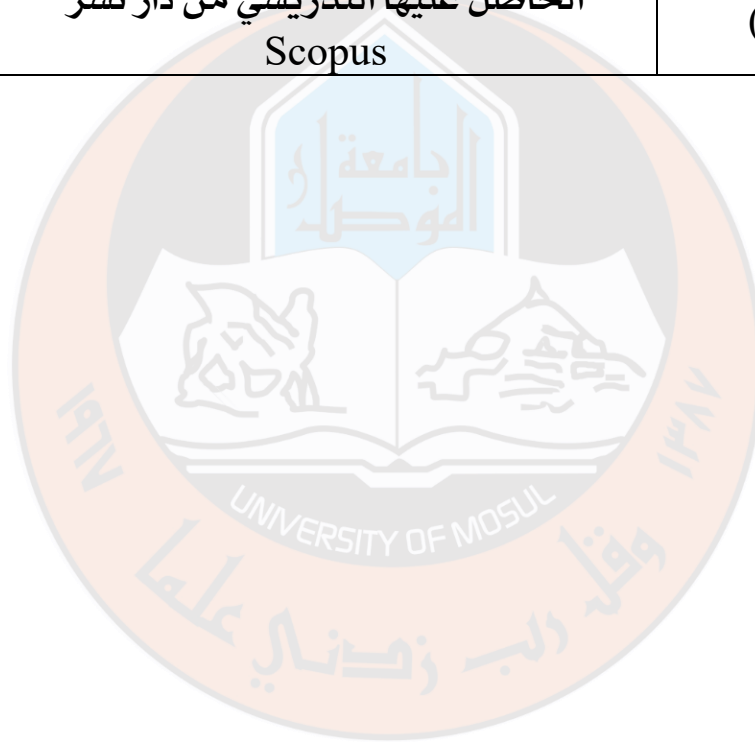 الحاصل عليها التدريسي من دار نشر
Scopus
)
جامعة
الموصل
١٩٦٧
١٣٨٧
UNIVERSITY OF MOSUL
وقل رب زدني علما